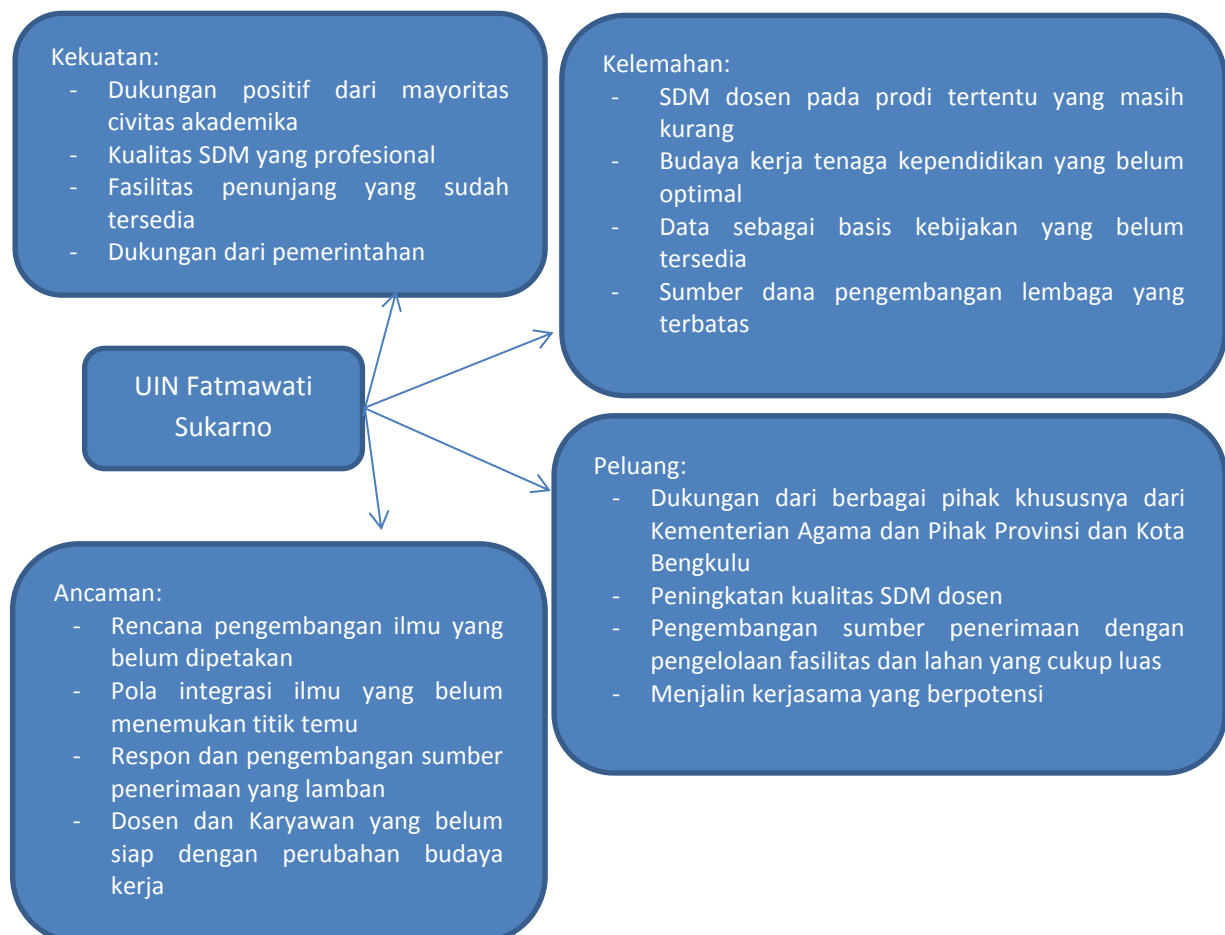 Kekuatan:
- Dukungan positif dari mayoritas
civitas akademika
- Kualitas SDM yang profesional
- Fasilitas penunjang yang sudah
tersedia
- Dukungan dari pemerintahan
Kelemahan:
- SDM dosen pada prodi tertentu yang masih
kurang
- Budaya kerja tenaga kependidikan yang belum
optimal
- Data sebagai basis kebijakan yang belum
tersedia
- Sumber dana pengembangan lembaga yang
terbatas
UIN Fatmawati
Sukarno
Peluang:
- Dukungan dari berbagai pihak khususnya dari
Kementerian Agama dan Pihak Provinsi dan Kota
Bengkulu
- Peningkatan kualitas SDM dosen
- Pengembangan sumber penerimaan dengan
pengelolaan fasilitas dan lahan yang cukup luas
- Menjalin kerjasama yang berpotensi
Ancaman:
- Rencana pengembangan ilmu yang
belum dipetakan
- Pola integrasi ilmu yang belum
menemukan titik temu
- Respon dan pengembangan sumber
penerimaan yang lamban
- Dosen dan Karyawan yang belum
siap dengan perubahan budaya
kerja